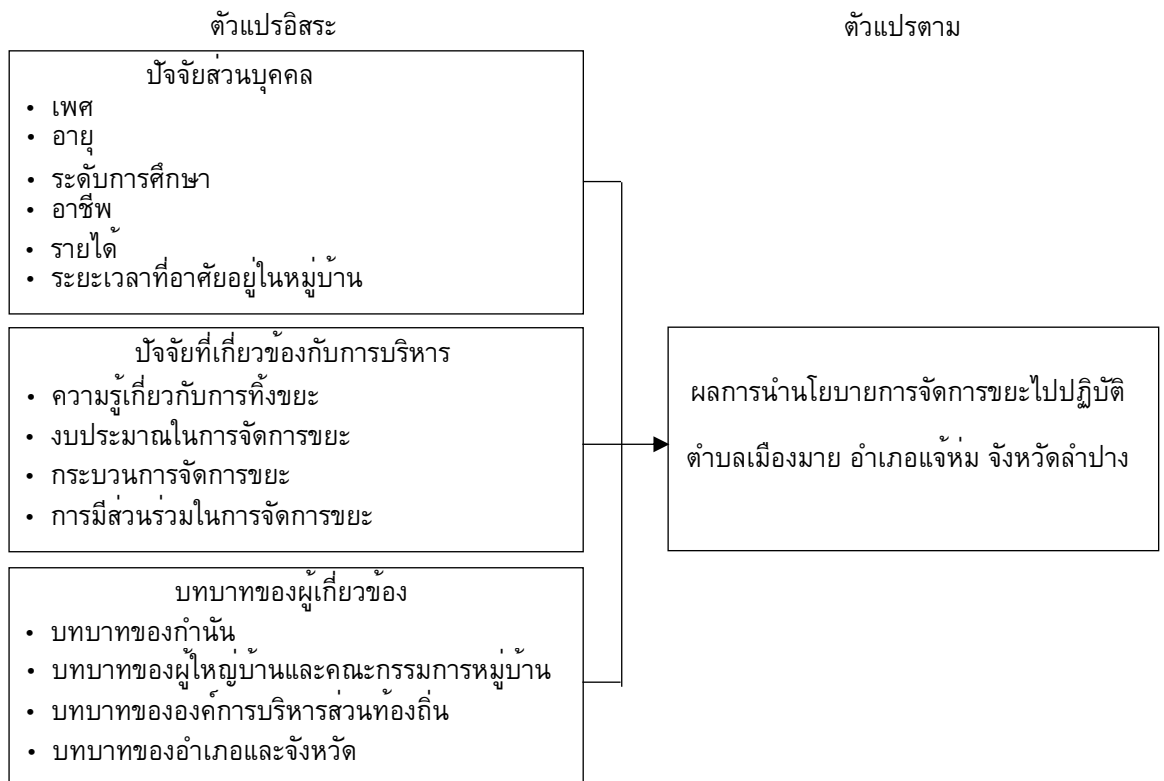 ตัวแปรอิสระ
ตัวแปรตาม
ปัจจัยส่วนบุคคล
• เพศ
• อายุ
• ระดับการศึกษา
• อาชีพ
• รายได้
• ระยะเวลาที่อาศัยอยู่ในหมู่บ้าน
ปัจจัยที่เกี่ยวข้องกับการบริหาร
• ความรู้เกี่ยวกับการทิ้งขยะ
• งบประมาณในการจัดการขยะ
• กระบวนการจัดการขยะ
• การมีส่วนร่วมในการจัดการขยะ
บทบาทของผู้เกี่ยวข้อง
• บทบาทของกำนัน
• บทบาทของผู้ใหญ่บ้านและคณะกรรมการหมู่บ้าน
• บทบาทขององค์การบริหารส่วนท้องถิ่น
• บทบาทของอำเภอและจังหวัด
ผลการนำนโยบายการจัดการขยะไปปฏิบัติ
ตำบลเมืองมาย อำเภอแจ้ห่ม จังหวัดลำปาง